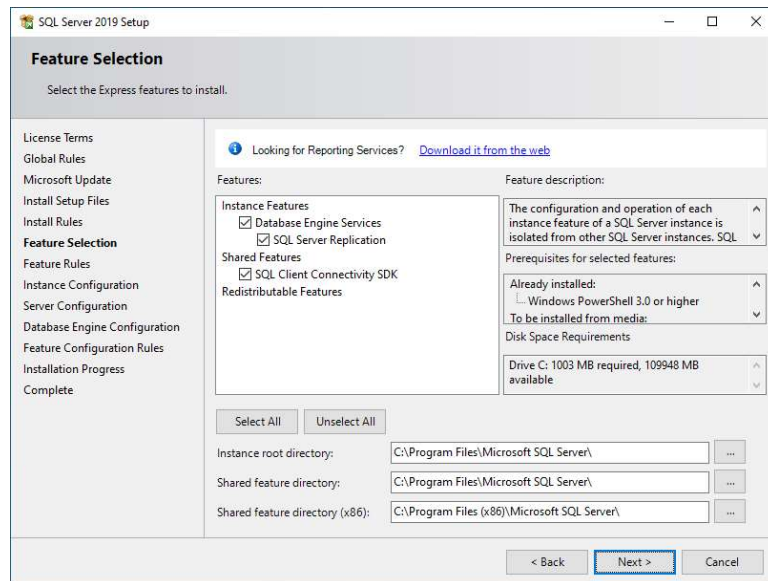 SQL Server 2019 Setup
Feature Selection
Select the Express features to install.
License Terms
Global Rules
Microsoft Update
Install Setup Files
Install Rules
Feature Selection
Feature Rules
Instance Configuration
Server Configuration
Database Engine Configuration
Feature Configuration Rules
Installation Progress
Complete
Looking for Reporting Services? Download it from the web
Features:
Instance Features
Database Engine Services
SQL Server Replication
Shared Features
SQL Client Connectivity SDK
Redistributable Features
Feature description:
The configuration and operation of each
instance feature of a SQL Server instance is
isolated from other SQL Server instances. SQL
Prerequisites for selected features:
Already installed:
Windows PowerShell 3.0 or higher
To be installed from media:
Disk Space Requirements
Drive C: 1003 MB required, 109948 MB
available
Select All
Unselect All
Instance root directory: C:\Program Files\Microsoft SQL Server\ ...
Shared feature directory: C:\Program Files\Microsoft SQL Server\ ...
Shared feature directory (x86): C:\Program Files (x86)\Microsoft SQL Server\ ...
< Back
Next >
Cancel